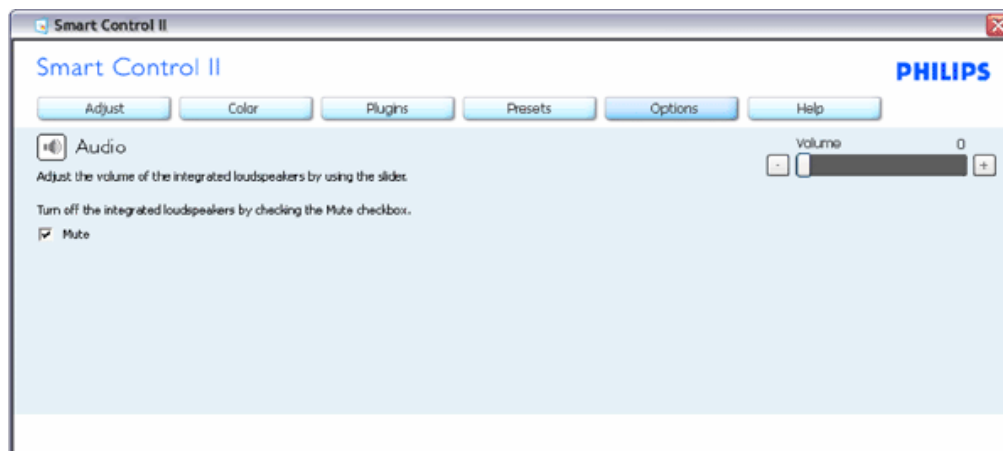 Smart Control II
Smart Control II
PHILIPS
Adjust Color Plugins Presets Options Help
Audio
Volume 0
- +
Adjust the volume of the integrated loudspeakers by using the slider.
Turn off the integrated loudspeakers by checking the Mute checkbox.
Mute